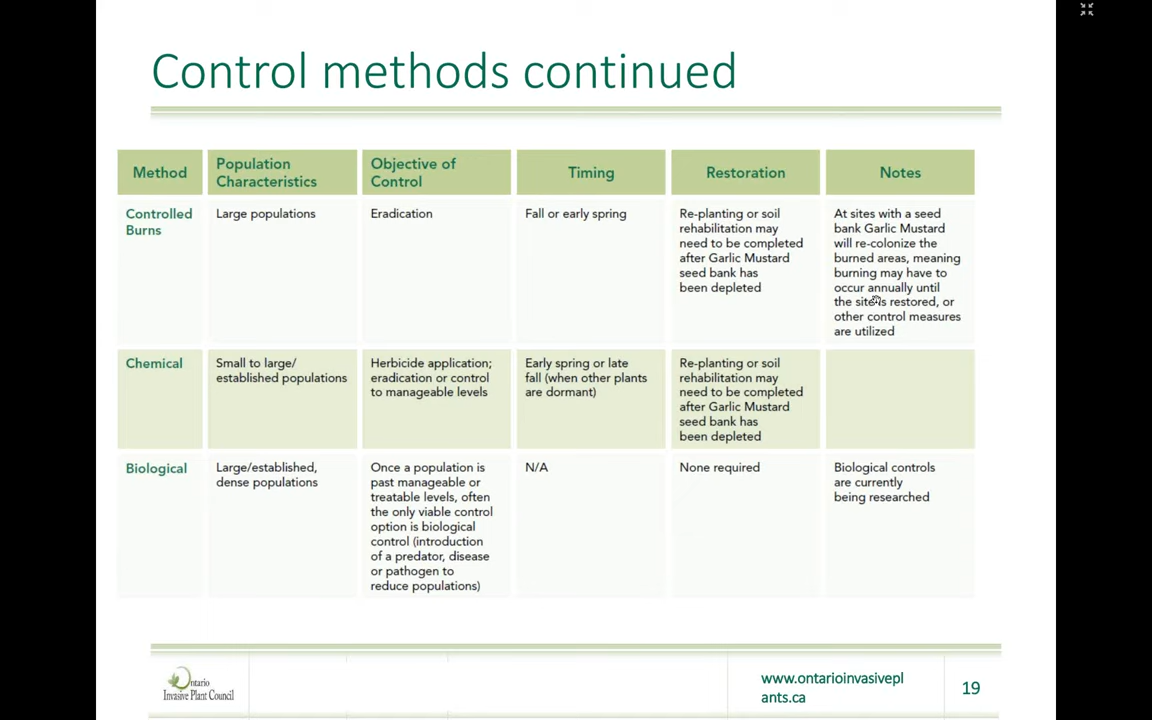 Control methods continued
Method
Population
Characteristics
Objective of
Control
Timing
Restoration
Notes
Controlled
Burns
Large populations
Eradication
Fall or early spring
Re-planting or soil
rehabilitation may
need to be completed
after Garlic Mustard
seed bank has
been depleted
At sites with a seed
bank Garlic Mustard
will re-colonize the
burned areas, meaning
burning may have to
occur annually until
the site is restored, or
other control measures
are utilized
Chemical
Small to large/
established populations
Herbicide application;
eradication or control
to manageable levels
Early spring or late
fall (when other plants
are dormant)
Re-planting or soil
rehabilitation may
need to be completed
after Garlic Mustard
seed bank has
been depleted
Biological
Large/established,
dense populations
Once a population is
past manageable or
treatable levels, often
the only viable control
option is biological
control (introduction
of a predator, disease
or pathogen to
reduce populations)
N/A
None required
Biological controls
are currently
being researched
Ontario
Invasive Plant Council
www.ontarioinvasivepl
ants.ca
19